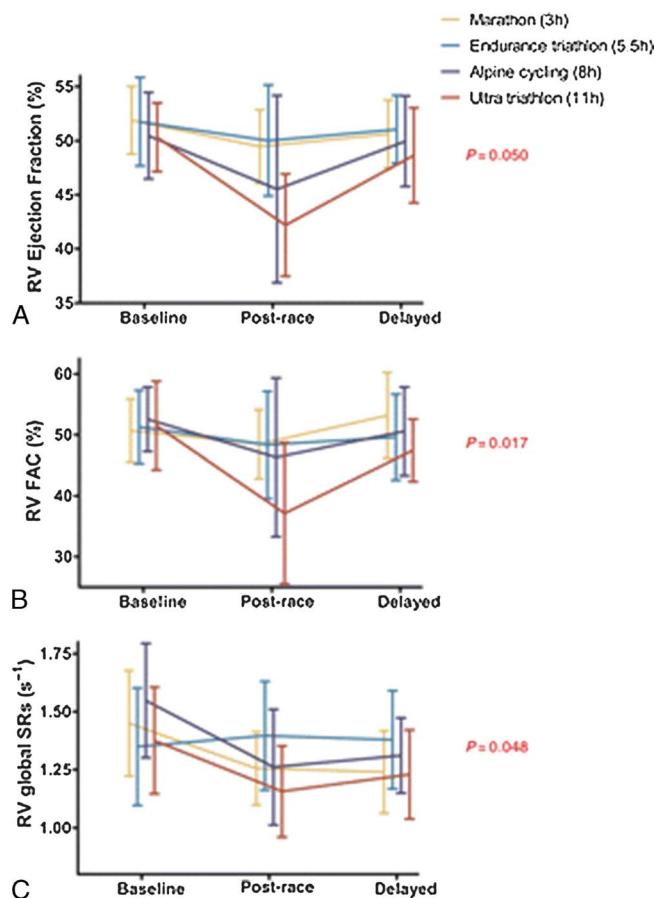 Marathon (3h)
Endurance triathlon (5.5h)
Alpine cycling (8h)
Ultra triathlon (11h)
RV Ejection Fraction (%)
55
50
45
40
35
Baseline
Post-race
Delayed
P = 0.050
A
RV FAC (%)
60
50
40
30
Baseline
Post-race
Delayed
P = 0.017
B
RV global SRs (s⁻¹)
1.75
1.50
1.25
1.00
Baseline
Post-race
Delayed
P = 0.048
C